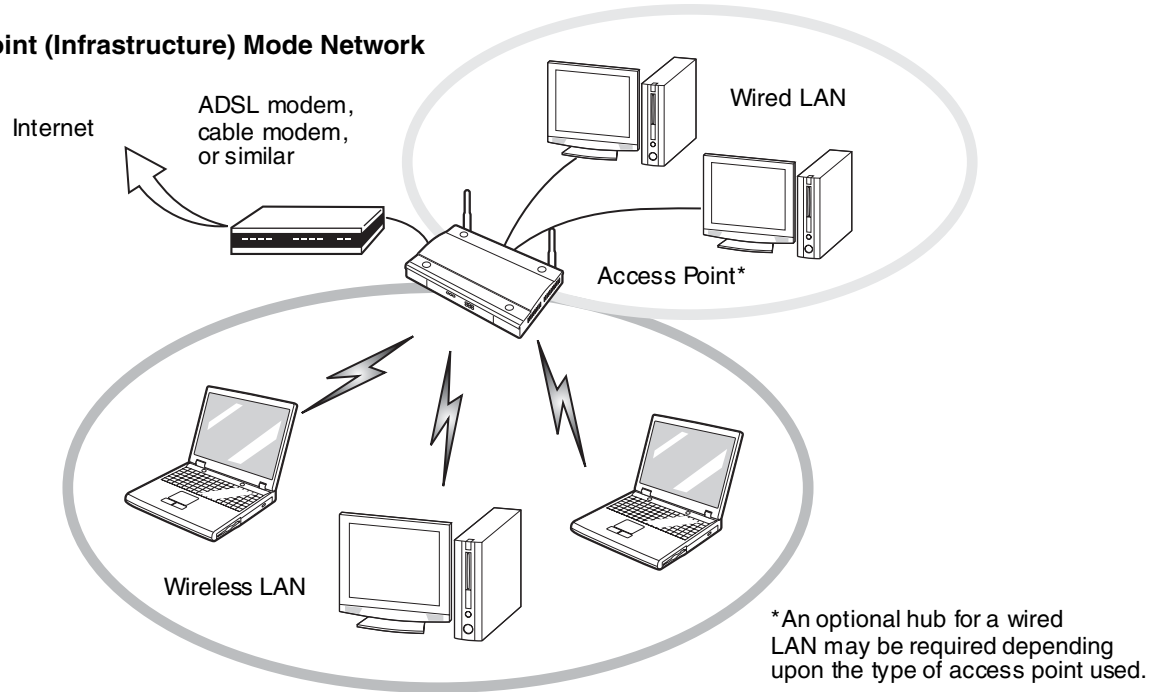 oint (Infrastructure) Mode Network
Internet
ADSL modem,
cable modem,
or similar
Wired LAN
Access Point*
Wireless LAN
*An optional hub for a wired
LAN may be required depending
upon the type of access point used.